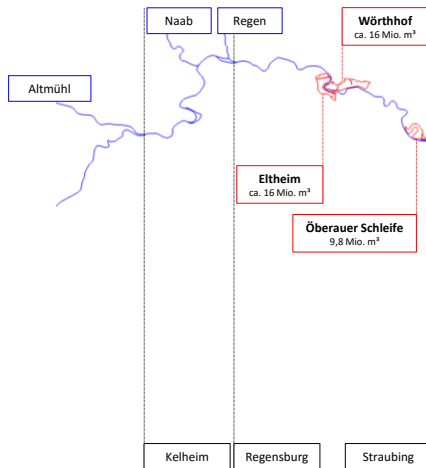 Naab
Regen
Wörthhof
ca. 16 Mio. m³
Altmühl
Eltheim
ca. 16 Mio. m³
Öberauer Schleife
9,8 Mio. m³
Kelheim
Regensburg
Straubing